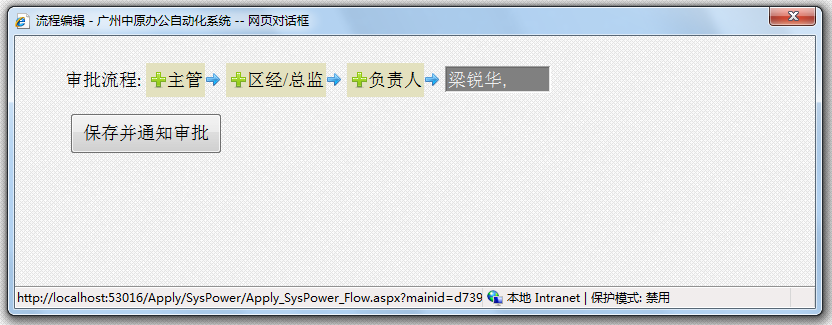 流程编辑 - 广州中原办公自动化系统 -- 网页对话框
审批流程: 主管 区经/总监 负责人 梁锐华,
保存并通知审批
http://localhost:53016/Apply/SysPower/Apply_SysPower_Flow.aspx?mainid=d739 本地 Intranet | 保护模式: 禁用